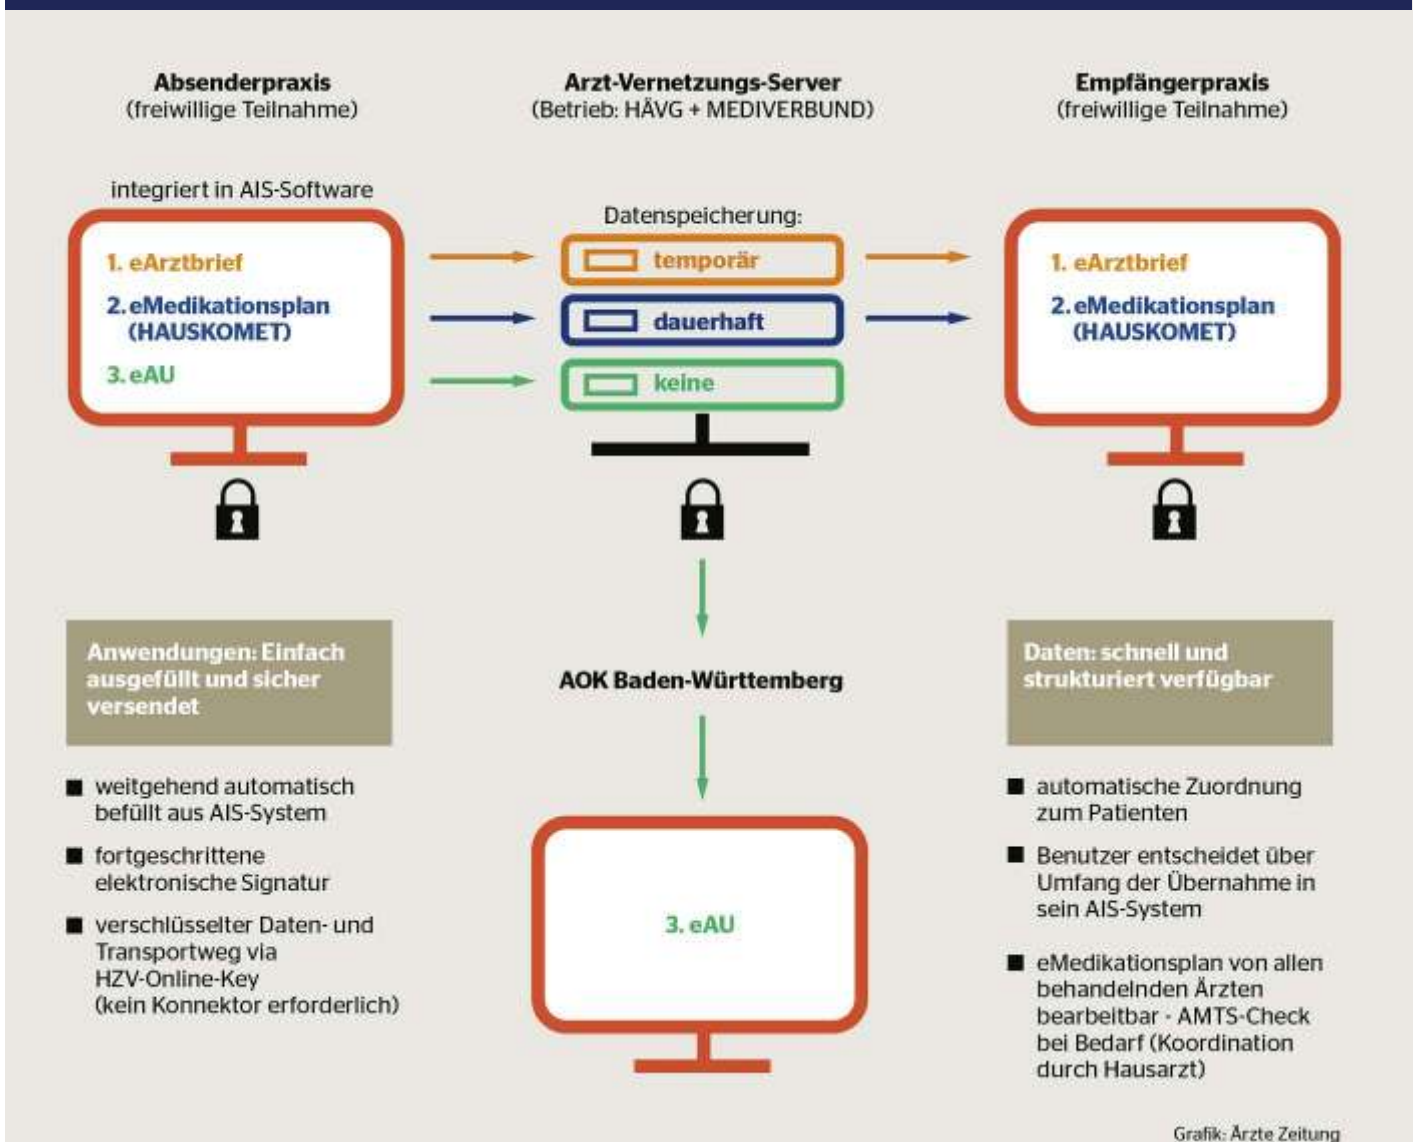 Absenderpraxis
(freiwillige Teilnahme)
Arzt-Vernetzungs-Server
(Betrieb: HÄVG + MEDIVERBUND)
Empfängerpraxis
(freiwillige Teilnahme)
integriert in AIS-Software
1. eArztbrief
2. eMedikationsplan
(HAUSKOMET)
3. eAU
Datenspeicherung:
temporär
dauerhaft
keine
1. eArztbrief
2. eMedikationsplan
(HAUSKOMET)
AOK Baden-Württemberg
3. eAU
Anwendungen: Einfach
ausgefüllt und sicher
versendet
■ weitgehend automatisch
befüllt aus AIS-System
■ fortgeschrittene
elektronische Signatur
■ verschlüsselter Daten- und
Transportweg via
HZV-Online-Key
(kein Konnektor erforderlich)
Daten: schnell und
strukturiert verfügbar
■ automatische Zuordnung
zum Patienten
■ Benutzer entscheidet über
Umfang der Übernahme in
sein AIS-System
■ eMedikationsplan von allen
behandelnden Ärzten
bearbeitbar - AMTS-Check
bei Bedarf (Koordination
durch Hausarzt)
Grafik: Ärzte Zeitung